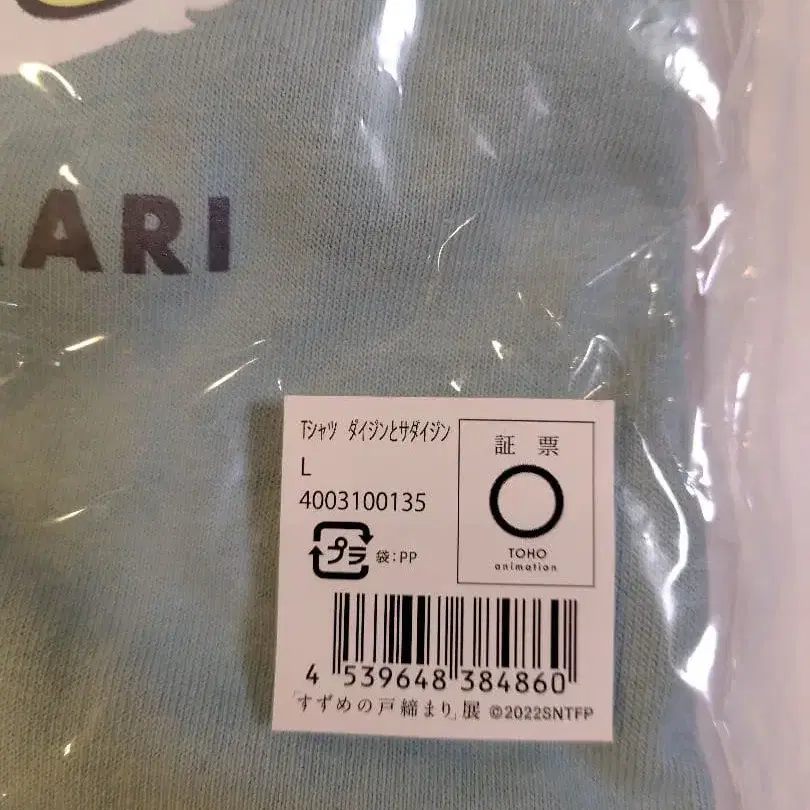 ARI
Tシャツ ダイジンとサダイジン
L
4003100135
プラ 袋:PP
証 票
TOHO
animation
4 539648 384860
「すずめの戸締まり」展 ©2022SNTFP